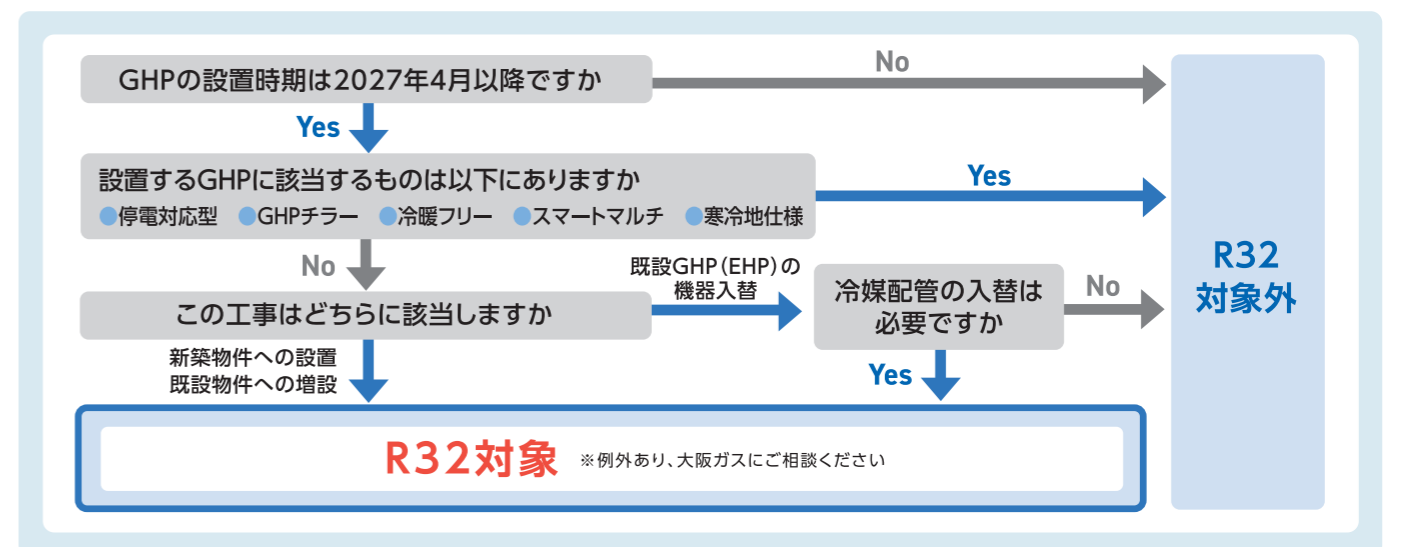 GHPの設置時期は2027年4月以降ですか
No
Yes
設置するGHPに該当するものは以下にありますか
●停電対応型 ●GHPチラー ●冷暖フリー ●スマートマルチ ●寒冷地仕様
Yes
No
この工事はどちらに該当しますか
既設GHP(EHP)の
機器入替
冷媒配管の入替は
必要ですか
No
R32
対象外
新築物件への設置
既設物件への増設
Yes
R32対象 ※例外あり、大阪ガスにご相談ください